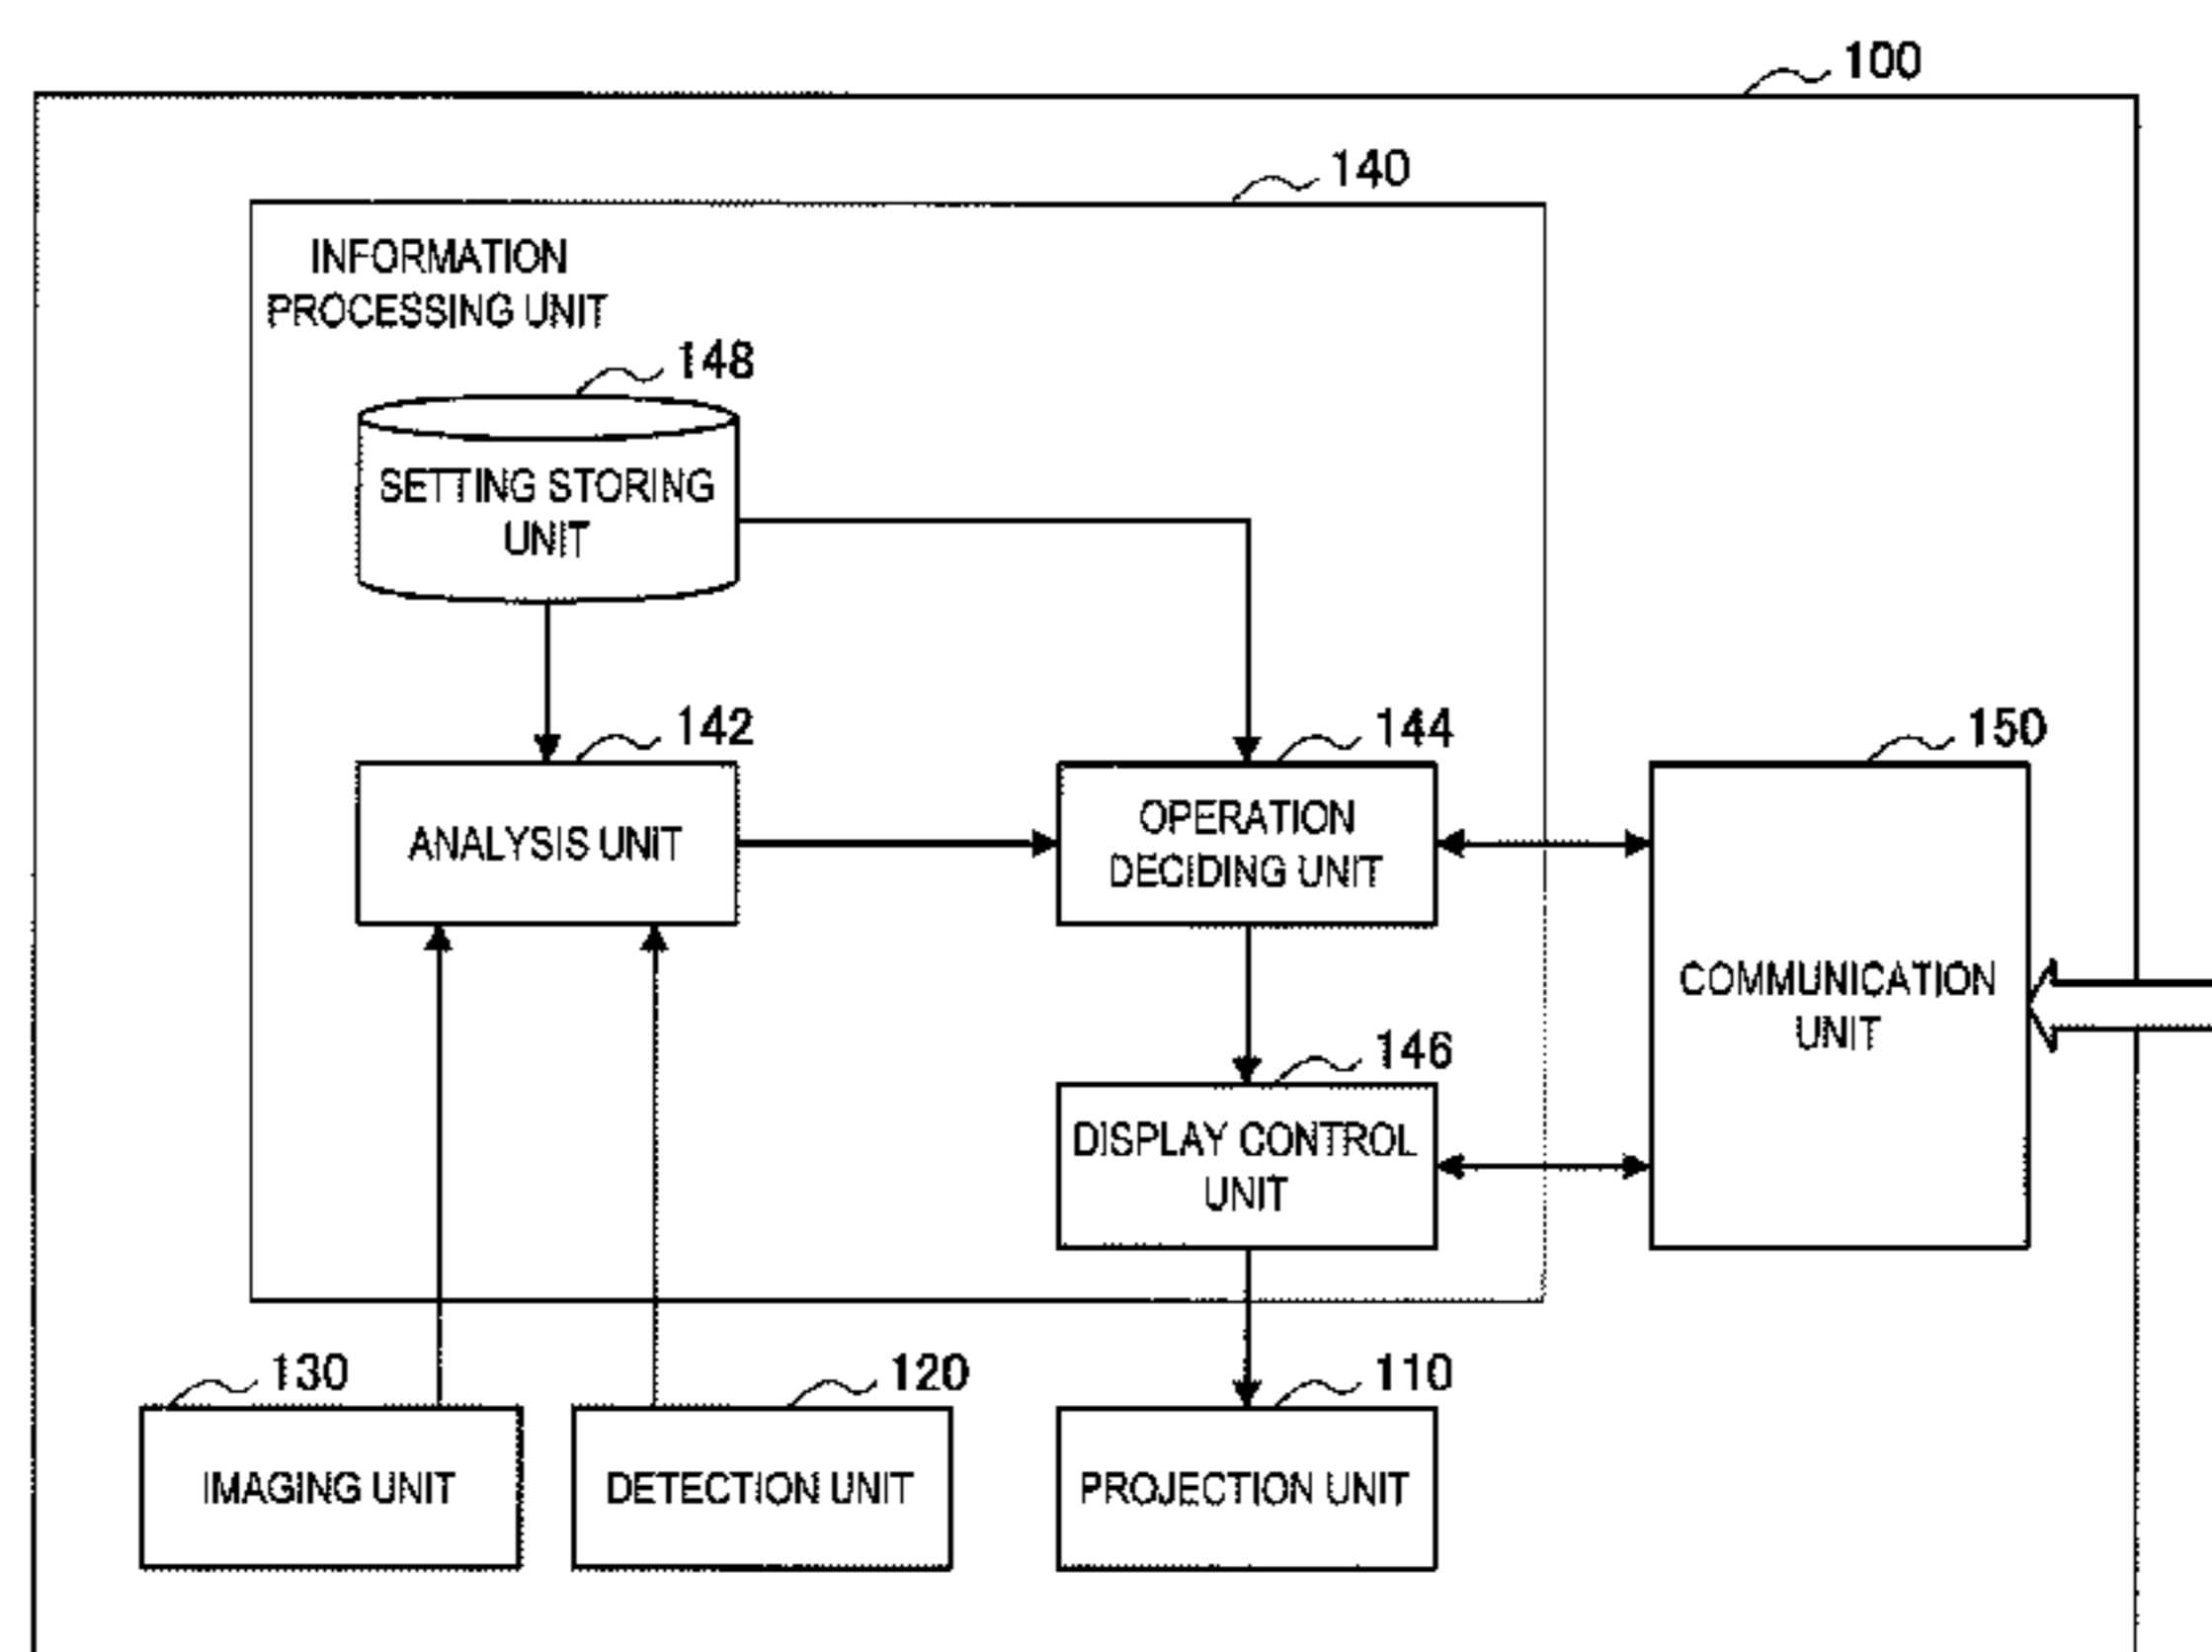 100
140
INFORMATION
PROCESSING UNIT
148
SETTING STORING
UNIT
142
ANALYSIS UNIT
144
OPERATION
DECIDING UNIT
150
COMMUNICATION
UNIT
146
DISPLAY CONTROL
UNIT
130
IMAGING UNIT
120
DETECTION UNIT
110
PROJECTION UNIT